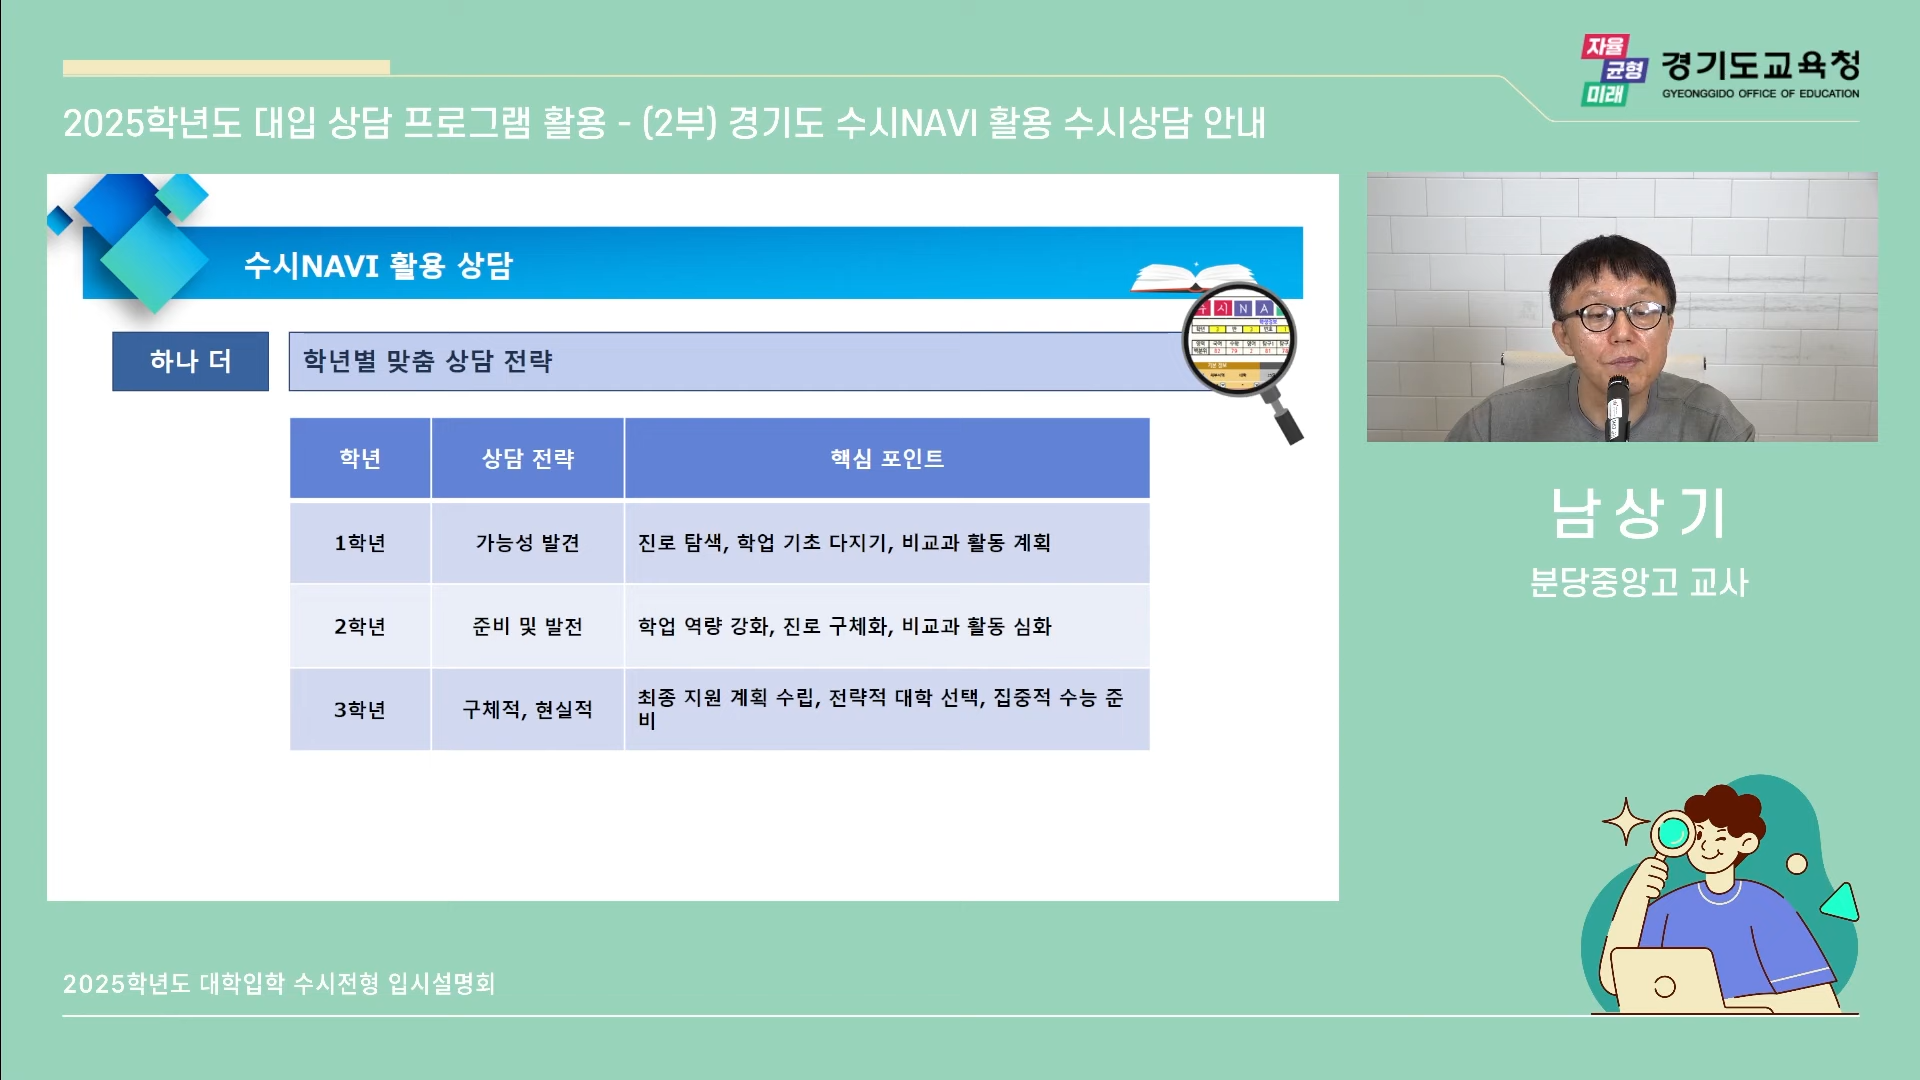 자율
균형
미래
경기도교육청
GYEONGGIDO OFFICE OF EDUCATION
2025학년도 대입 상담 프로그램 활용 - (2부) 경기도 수시NAVI 활용 수시상담 안내
수시NAVI 활용 상담
하나 더
학년별 맞춤 상담 전략
시 N A
학년
상담 전략
핵심 포인트
1학년
가능성 발견
진로 탐색, 학업 기초 다지기, 비교과 활동 계획
2학년
준비 및 발전
학업 역량 강화, 진로 구체화, 비교과 활동 심화
3학년
구체적, 현실적
최종 지원 계획 수립, 전략적 대학 선택, 집중적 수능 준
비
남상기
분당중앙고 교사
2025학년도 대학입학 수시전형 입시설명회